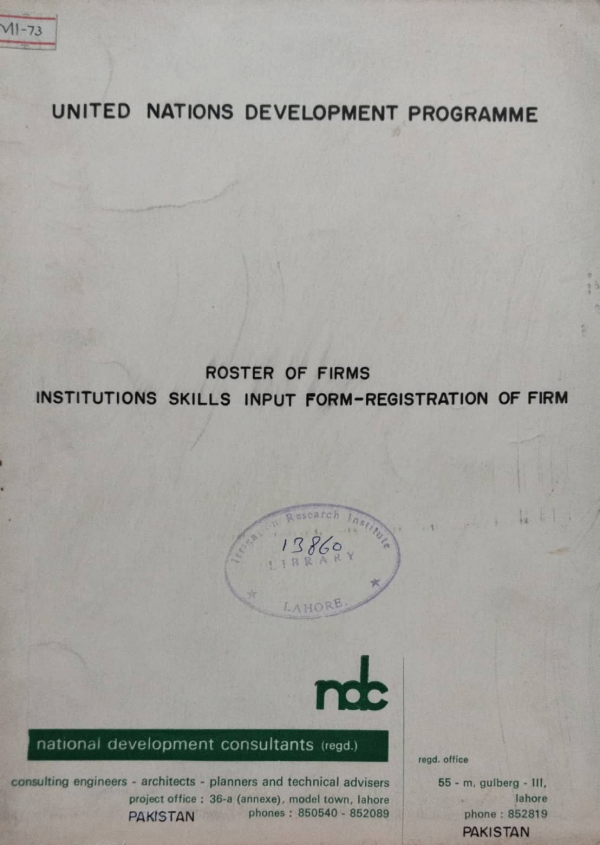 MI-73
UNITED NATIONS DEVELOPMENT PROGRAMME
ROSTER OF FIRMS
INSTITUTIONS SKILLS INPUT FORM-REGISTRATION OF FIRM
Irrigation Research Institute
13860
LIBRARY
LAHORE.
ndc
national development consultants (regd.)
consulting engineers - architects - planners and technical advisers
project office : 36-a (annexe), model town, lahore
phones : 850540 - 852089
PAKISTAN
regd. office
55 - m, gulberg - III,
lahore
phone : 852819
PAKISTAN